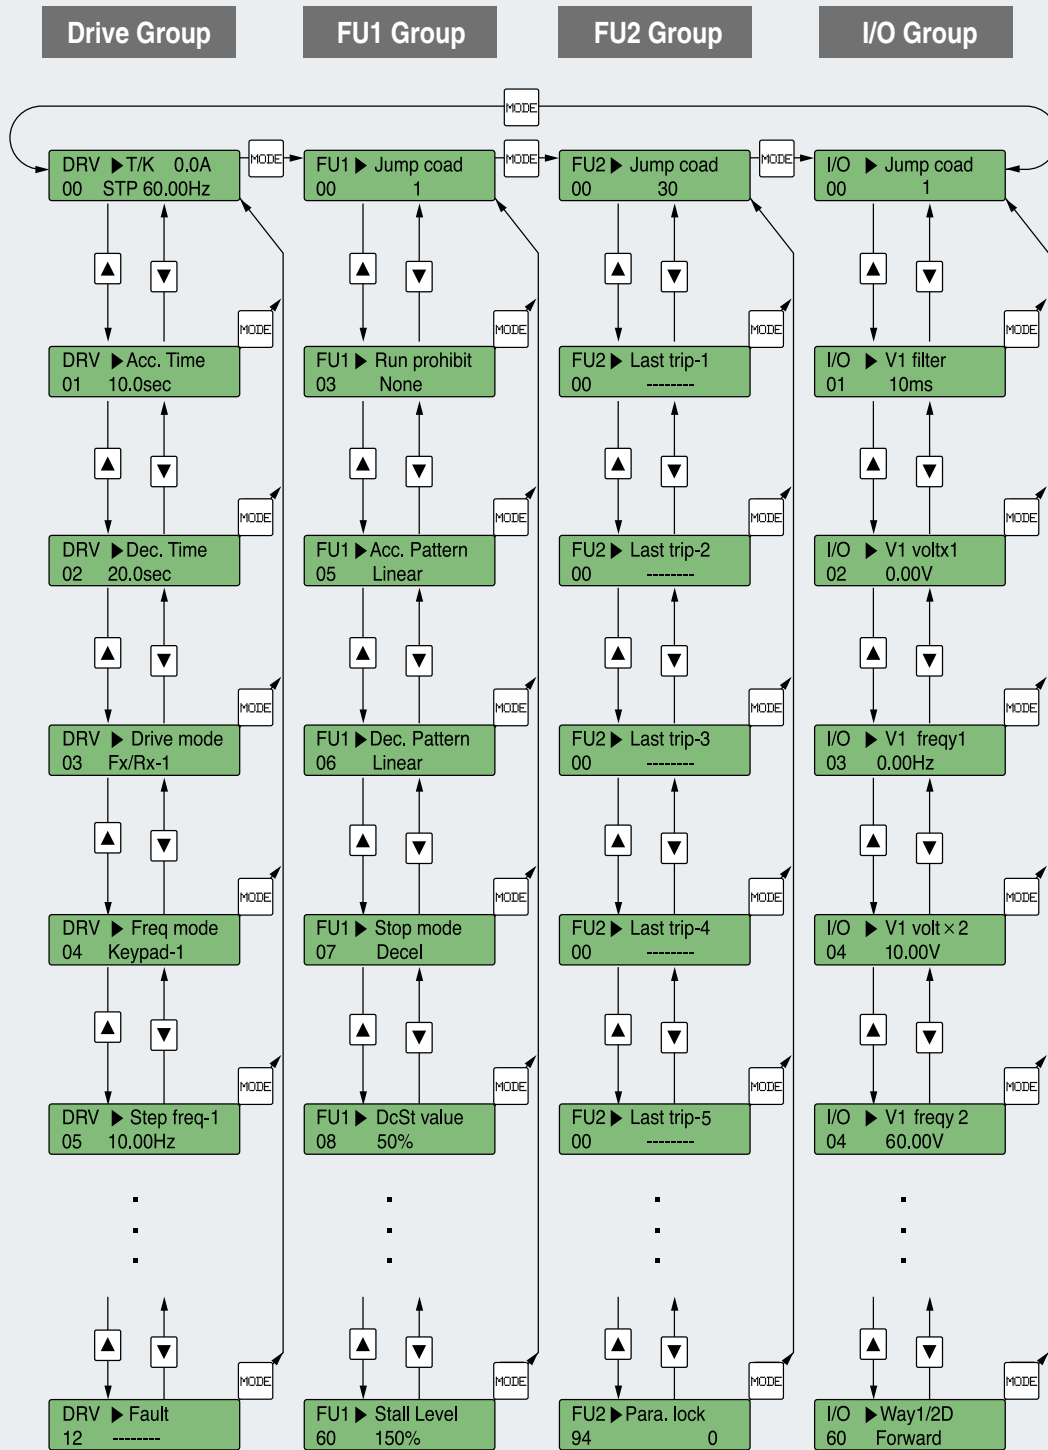 Drive Group
FU1 Group
FU2 Group
I/O Group
MODE
DRV ▶T/K 0.0A
00 STP 60.00Hz
MODE
FU1 ▶ Jump coad
00 1
MODE
FU2 ▶ Jump coad
00 30
MODE
I/O ▶ Jump coad
00 1
▲ ▼ ▲ ▼ ▲ ▼ ▲ ▼
MODE MODE MODE MODE
DRV ▶Acc. Time
01 10.0sec
FU1 ▶ Run prohibit
03 None
FU2 ▶ Last trip-1
00 --------
I/O ▶ V1 filter
01 10ms
▲ ▼ ▲ ▼ ▲ ▼ ▲ ▼
MODE MODE MODE MODE
DRV ▶Dec. Time
02 20.0sec
FU1 ▶ Acc. Pattern
05 Linear
FU2 ▶ Last trip-2
00 --------
I/O ▶ V1 voltx1
02 0.00V
▲ ▼ ▲ ▼ ▲ ▼ ▲ ▼
MODE MODE MODE MODE
DRV ▶ Drive mode
03 Fx/Rx-1
FU1 ▶ Dec. Pattern
06 Linear
FU2 ▶ Last trip-3
00 --------
I/O ▶ V1 freqy1
03 0.00Hz
▲ ▼ ▲ ▼ ▲ ▼ ▲ ▼
MODE MODE MODE MODE
DRV ▶ Freq mode
04 Keypad-1
FU1 ▶ Stop mode
07 Decel
FU2 ▶ Last trip-4
00 --------
I/O ▶ V1 volt×2
04 10.00V
▲ ▼ ▲ ▼ ▲ ▼ ▲ ▼
MODE MODE MODE MODE
DRV ▶ Step freq-1
05 10.00Hz
FU1 ▶ DcSt value
08 50%
FU2 ▶ Last trip-5
00 --------
I/O ▶ V1 freqy 2
04 60.00V
▲ ▼ ▲ ▼ ▲ ▼ ▲ ▼
MODE MODE MODE MODE
DRV ▶ Fault
12 --------
FU1 ▶ Stall Level
60 150%
FU2 ▶Para. lock
94 0
I/O ▶Way1/2D
60 Forward